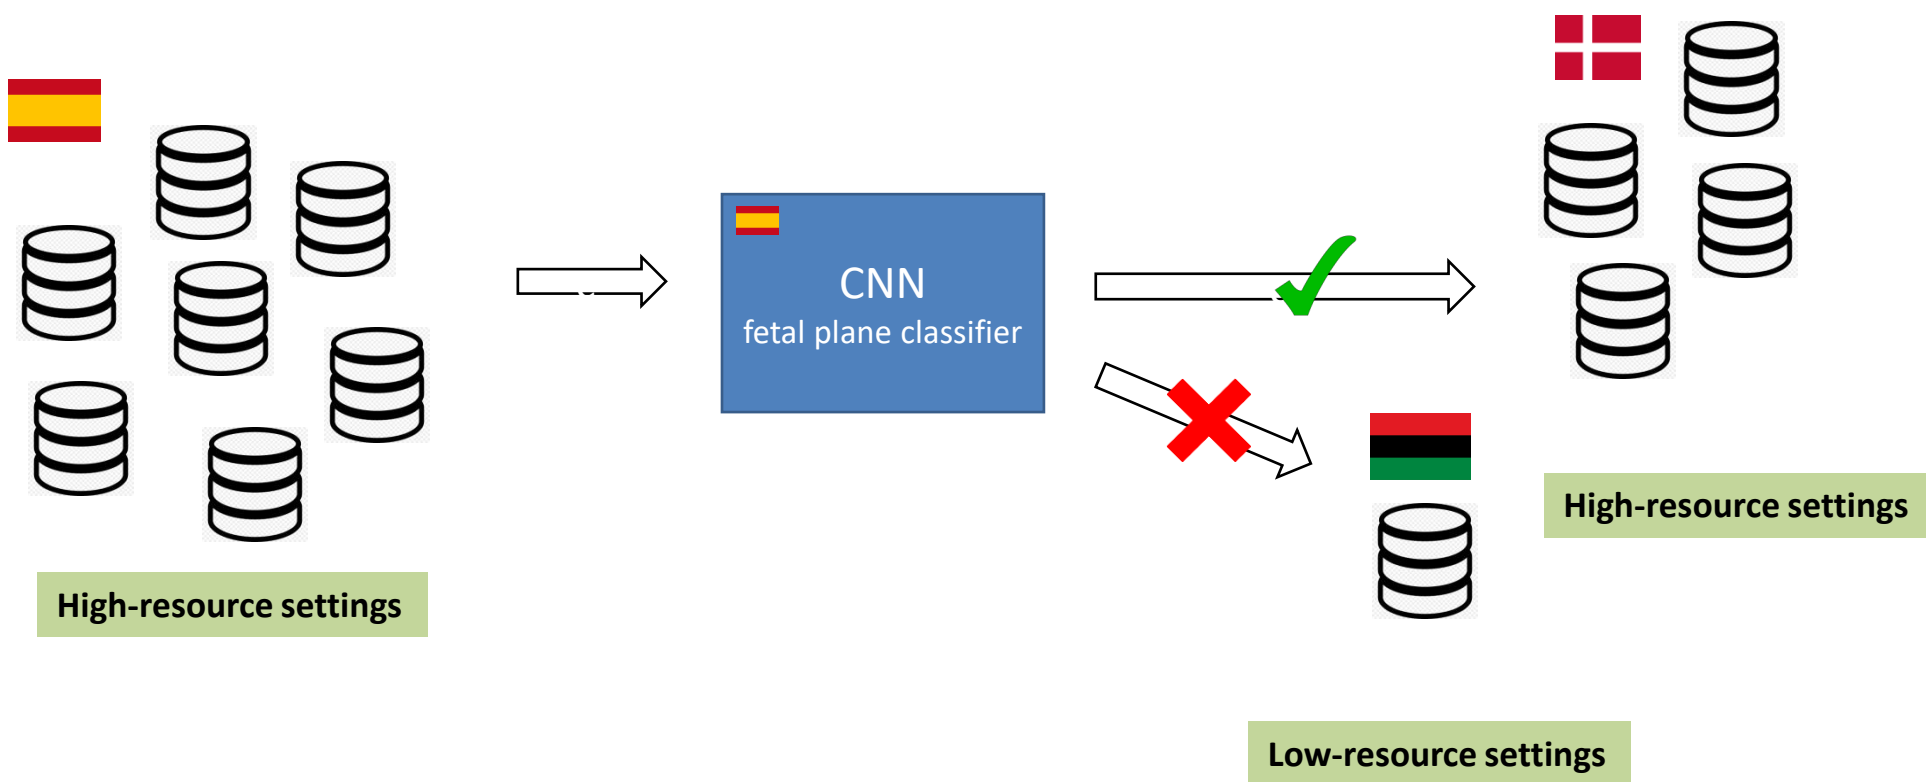 High-resource settings
CNN
fetal plane classifier
High-resource settings
Low-resource settings